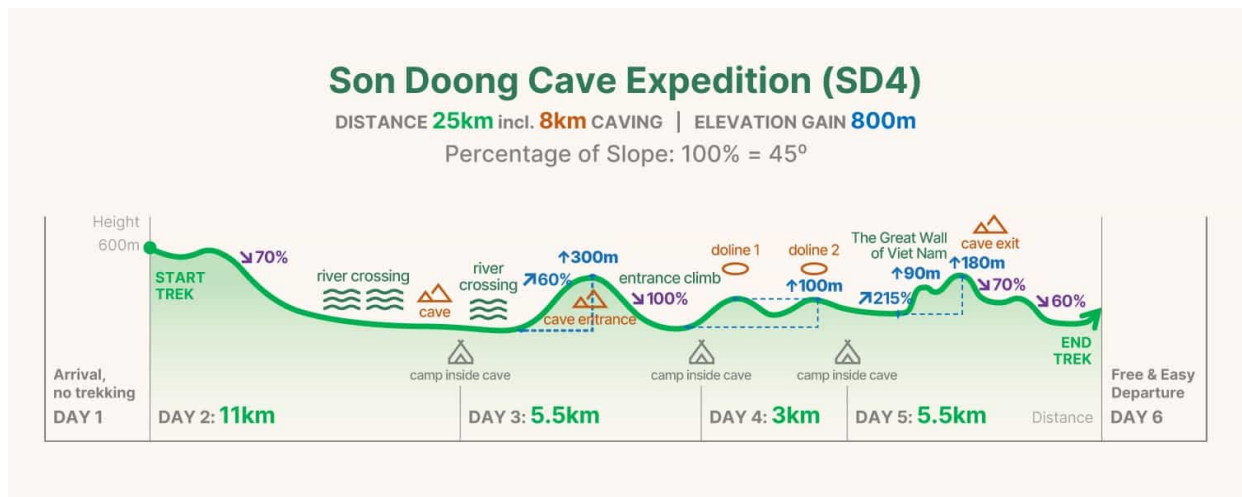 Son Doong Cave Expedition (SD4)
DISTANCE 25km incl. 8km CAVING | ELEVATION GAIN 800m
Percentage of Slope: 100% = 45º
Height
600m
START
TREK
↘70%
river crossing
cave
river
crossing
↗60%
↑300m
cave entrance
entrance climb
↘100%
doline 1
doline 2
↑100m
The Great Wall
of Viet Nam
↗215%
↑90m
cave exit
↑180m
↘70%
↘60%
END
TREK
camp inside cave
camp inside cave
camp inside cave
Arrival,
no trekking
DAY 1
DAY 2: 11km
DAY 3: 5.5km
DAY 4: 3km
DAY 5: 5.5km
Distance
Free & Easy
Departure
DAY 6